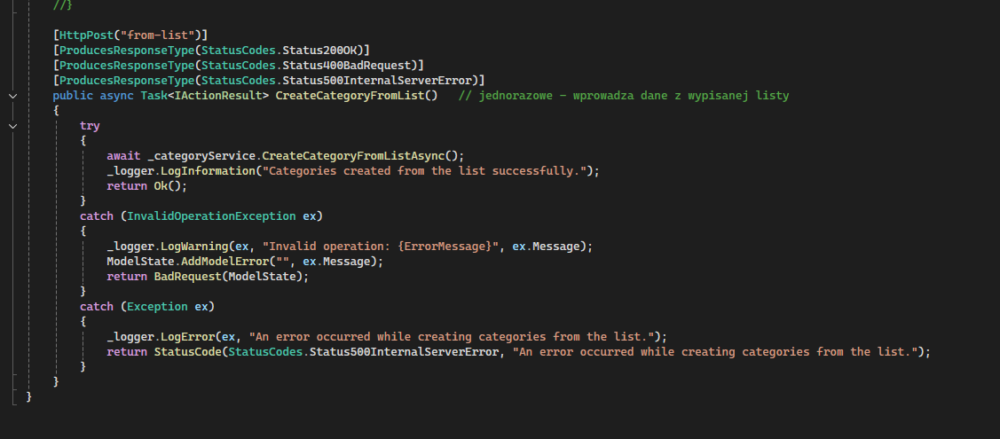 //}
[HttpPost("from-list")]
[ProducesResponseType(StatusCodes.Status200OK)]
[ProducesResponseType(StatusCodes.Status400BadRequest)]
[ProducesResponseType(StatusCodes.Status500InternalServerError)]
public async Task<IActionResult> CreateCategoryFromList()   // jednorazowe - wprowadza dane z wypisanej listy
{
try
{
await _categoryService.CreateCategoryFromListAsync();
_logger.LogInformation("Categories created from the list successfully.");
return Ok();
}
catch (InvalidOperationException ex)
{
_logger.LogWarning(ex, "Invalid operation: {ErrorMessage}", ex.Message);
ModelState.AddModelError("", ex.Message);
return BadRequest(ModelState);
}
catch (Exception ex)
{
_logger.LogError(ex, "An error occurred while creating categories from the list.");
return StatusCode(StatusCodes.Status500InternalServerError, "An error occurred while creating categories from the list.");
}
}
}